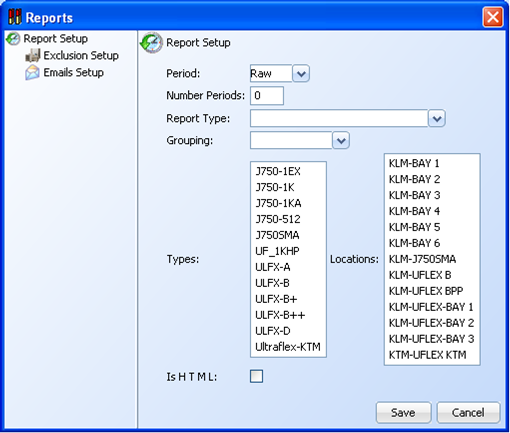 Reports
Report Setup
Exclusion Setup
Emails Setup
Report Setup
Period: Raw
Number Periods: 0
Report Type:
Grouping:
Types:
J750-1EX
J750-1K
J750-1KA
J750-512
J750SMA
UF_1KHP
ULFX-A
ULFX-B
ULFX-B+
ULFX-B++
ULFX-D
Ultraflex-KTM
Locations:
KLM-BAY 1
KLM-BAY 2
KLM-BAY 3
KLM-BAY 4
KLM-BAY 5
KLM-BAY 6
KLM-J750SMA
KLM-UFLEX B
KLM-UFLEX BPP
KLM-UFLEX-BAY 1
KLM-UFLEX-BAY 2
KLM-UFLEX-BAY 3
KTM-UFLEX KTM
Is H T M L:
Save Cancel